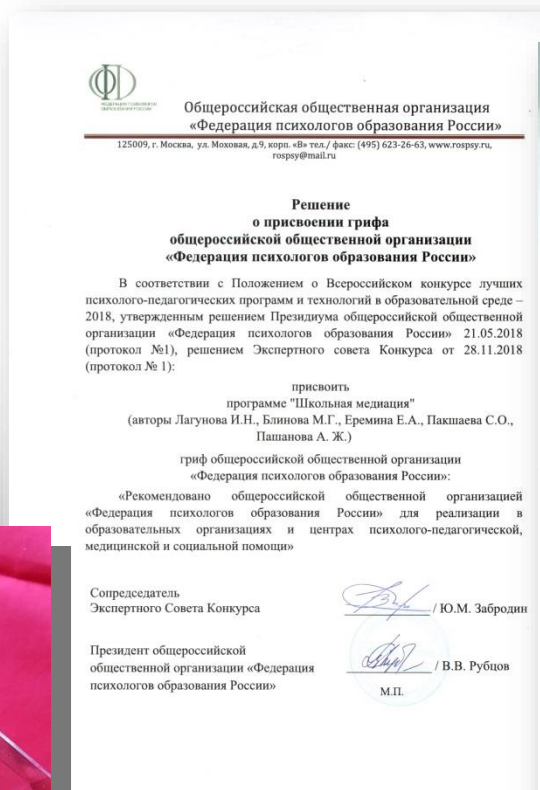 ФЕДЕРАЦИЯ ПСИХОЛОГОВ
ОБРАЗОВАНИЯ РОССИИ
Общероссийская общественная организация
«Федерация психологов образования России»
125009, г. Москва, ул. Моховая, д.9, корп. «В» тел./ факс: (495) 623-26-63, www.rospsy.ru,
rospsy@mail.ru
Решение
о присвоении грифа
общероссийской общественной организации
«Федерация психологов образования России»
В соответствии с Положением о Всероссийском конкурсе лучших
психолого-педагогических программ и технологий в образовательной среде –
2018, утвержденным решением Президиума общероссийской общественной
организации «Федерация психологов образования России» 21.05.2018
(протокол №1), решением Экспертного совета Конкурса от 28.11.2018
(протокол № 1):
присвоить
программе "Школьная медиация"
(авторы Лагунова И.Н., Блинова М.Г., Еремина Е.А., Пакшаева С.О.,
Пашанова А. Ж.)
гриф общероссийской общественной организации
«Федерация психологов образования России»:
«Рекомендовано общероссийской общественной организацией
«Федерация психологов образования России» для реализации в
образовательных организациях и центрах психолого-педагогической,
медицинской и социальной помощи»
Сопредседатель
Экспертного Совета Конкурса
/ Ю.М. Забродин
Президент общероссийской
общественной организации «Федерация
психологов образования России»
/ В.В. Рубцов
М.П.